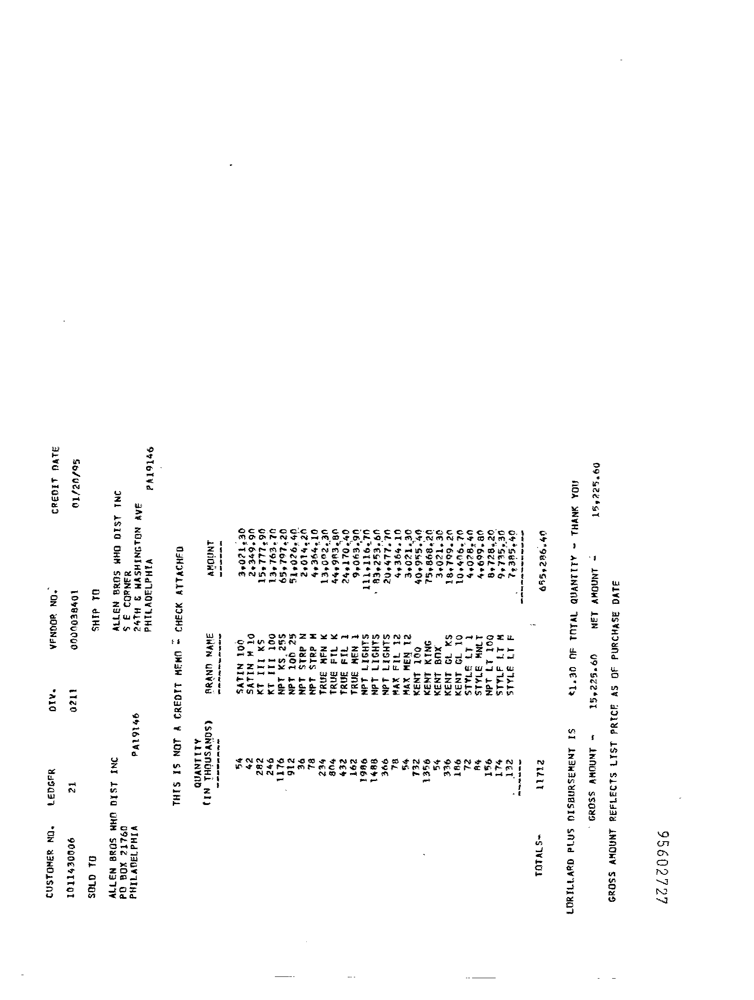 CUSTOMER NO. LEDGER DIV. VENDOR NO. CREDIT DATE
1011430006 21 0211 0000038401 01/20/95
SOLD TO SHIP TO
ALLEN BROS WHO DIST INC ALLEN BROS WHO DIST INC
PO BOX 21760 S E CORNER
PHILADELPHIA PA19146 24TH & WASHINGTON AVE
PHILADELPHIA PA19146
THIS IS NOT A CREDIT MEMO - CHECK ATTACHED
QUANTITY
(IN THOUSANDS) BRAND NAME AMOUNT
--------- ---------- ------
54 SATIN 100 3,021.30
42 SATIN M 10 2,349.90
282 KT III KS 15,777.90
246 KT III 100 13,763.70
1176 NPT KS 25S 65,797.20
912 NPT 100 25 51,026.40
36 NPT STRP N 2,014.20
78 NPT STRP M 4,364.10
234 TRUE MFN K 13,092.30
804 TRUE FIL K 44,983.80
432 TRUE FIL 1 24,170.40
162 TRUE MEN 1 9,063.90
1986 NPT LIGHTS 111,116.70
1488 NPT LIGHTS 83,253.60
366 NPT LIGHTS 20,477.70
78 MAX FIL 12 4,364.10
54 MAX MEN 12 3,021.30
732 KENT 100 40,955.40
1356 KENT KING 75,868.20
54 KENT BOX 3,021.30
336 KENT GL KS 18,799.20
186 KENT GL 10 10,406.70
72 STYLE LT 1 4,028.40
84 STYLE MNLT 4,699.80
156 NPT LT 100 8,728.20
174 STYLF LT M 9,735.30
132 STYLE LT F 7,385.40
------ ------------
TOTALS- 11712 655,286.40
LORILLARD PLUS DISBURSEMENT IS $1.30 OF TOTAL QUANTITY - THANK YOU
GROSS AMOUNT - 15,225.60 NET AMOUNT - 15,225.60
GROSS AMOUNT REFLECTS LIST PRICE AS OF PURCHASE DATE
95602727